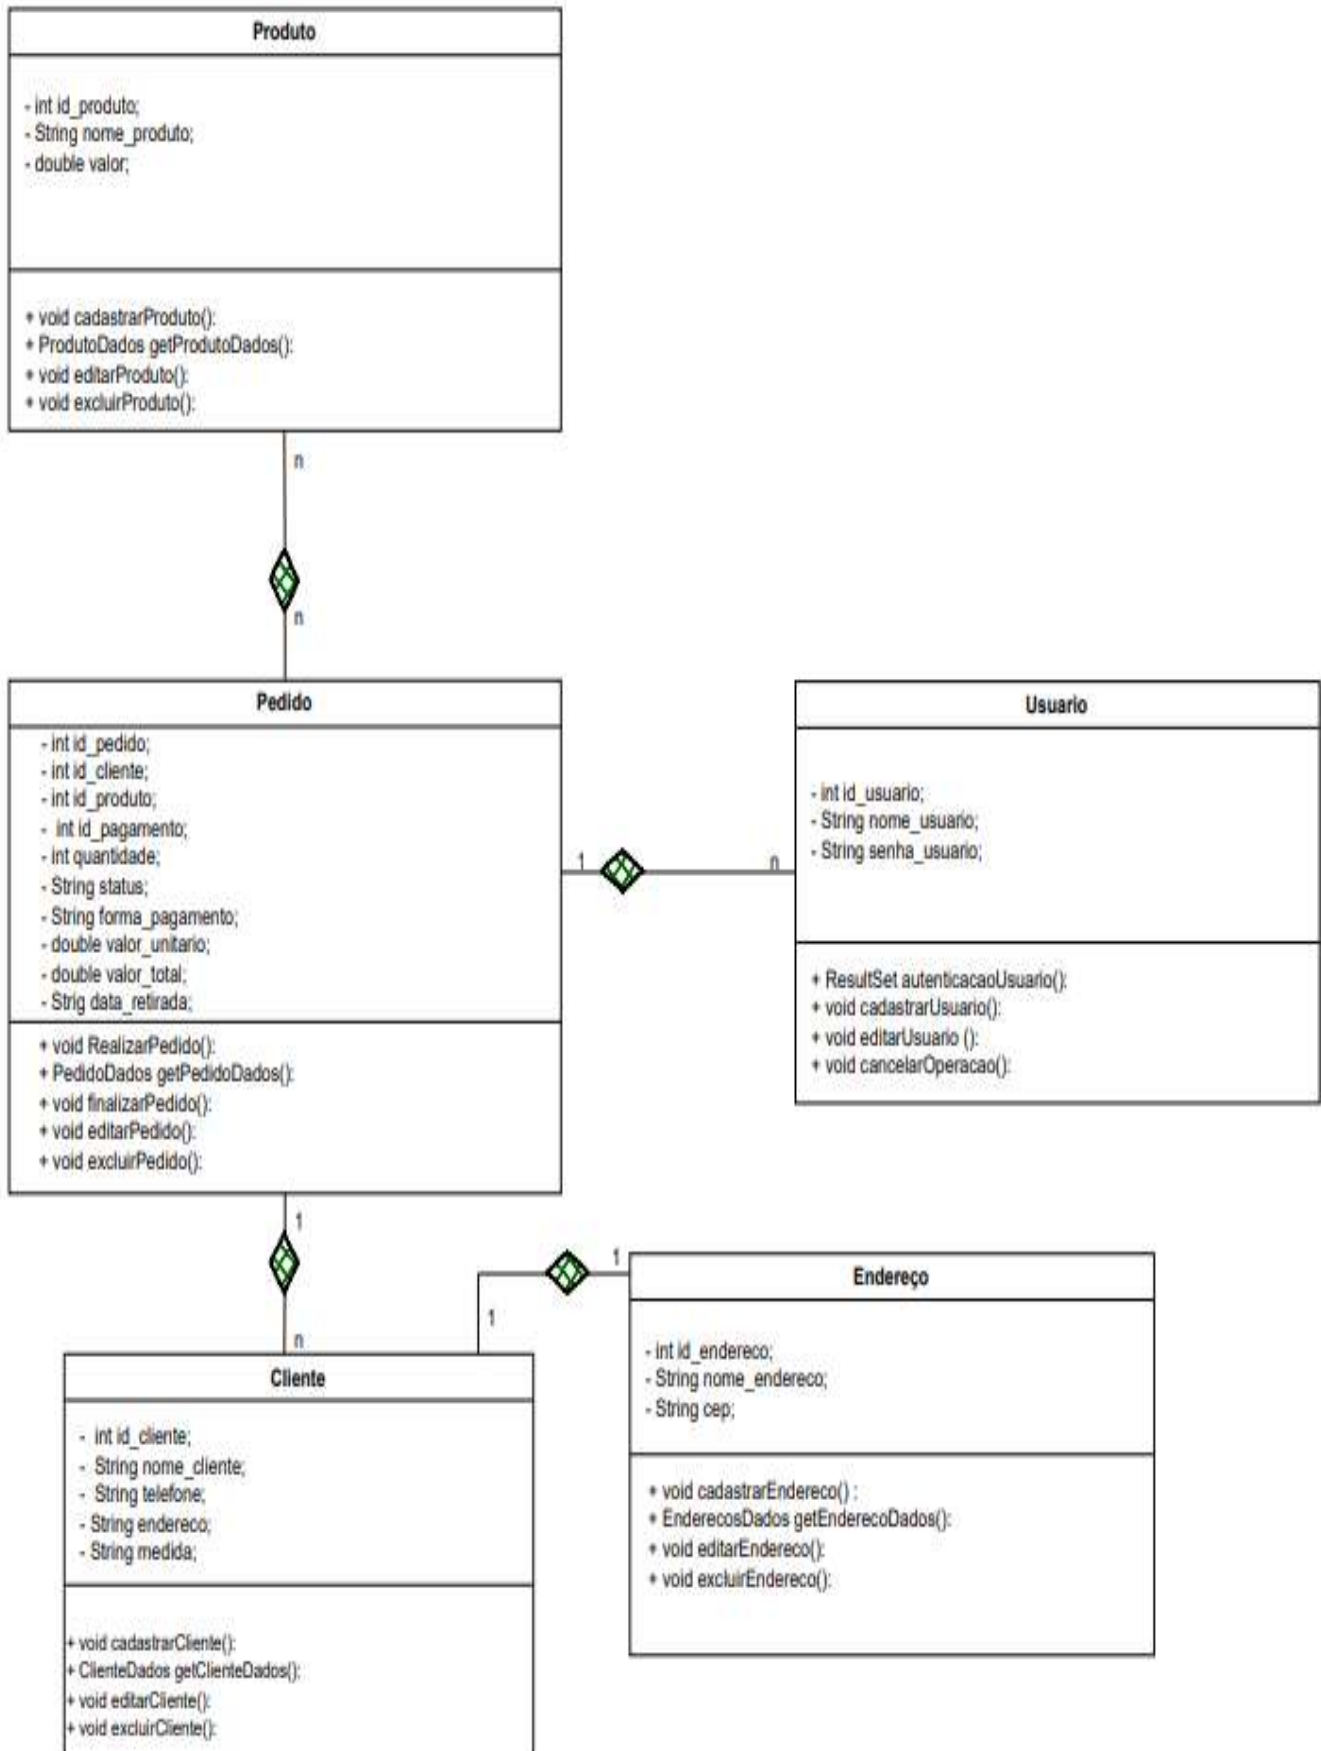 Produto
- int id_produto;
- String nome_produto;
- double valor;
+ void cadastrarProduto():
+ ProdutoDados getProdutoDados():
+ void editarProduto():
+ void excluirProduto():
n
n
Pedido
- int id_pedido;
- int id_cliente;
- int id_produto;
- int id_pagamento;
- int quantidade;
- String status;
- String forma_pagamento;
- double valor_unitario;
- double valor_total;
- Strig data_retirada;
+ void RealizarPedido():
+ PedidoDados getPedidoDados():
+ void finalizarPedido():
+ void editarPedido():
+ void excluirPedido():
1
n
Usuario
- int id_usuario;
- String nome_usuario;
- String senha_usuario;
+ ResultSet autenticacaoUsuario():
+ void cadastrarUsuario():
+ void editarUsuario ():
+ void cancelarOperacao():
1
n
1
1
Cliente
- int id_cliente;
- String nome_cliente;
- String telefone;
- String endereco;
- String medida;
+ void cadastrarCliente():
+ ClienteDados getClienteDados():
+ void editarCliente():
+ void excluirCliente():
Endereço
- int id_endereco;
- String nome_endereco;
- String cep;
+ void cadastrarEndereco() :
+ EnderecosDados getEnderecoDados():
+ void editarEndereco():
+ void excluirEndereco():